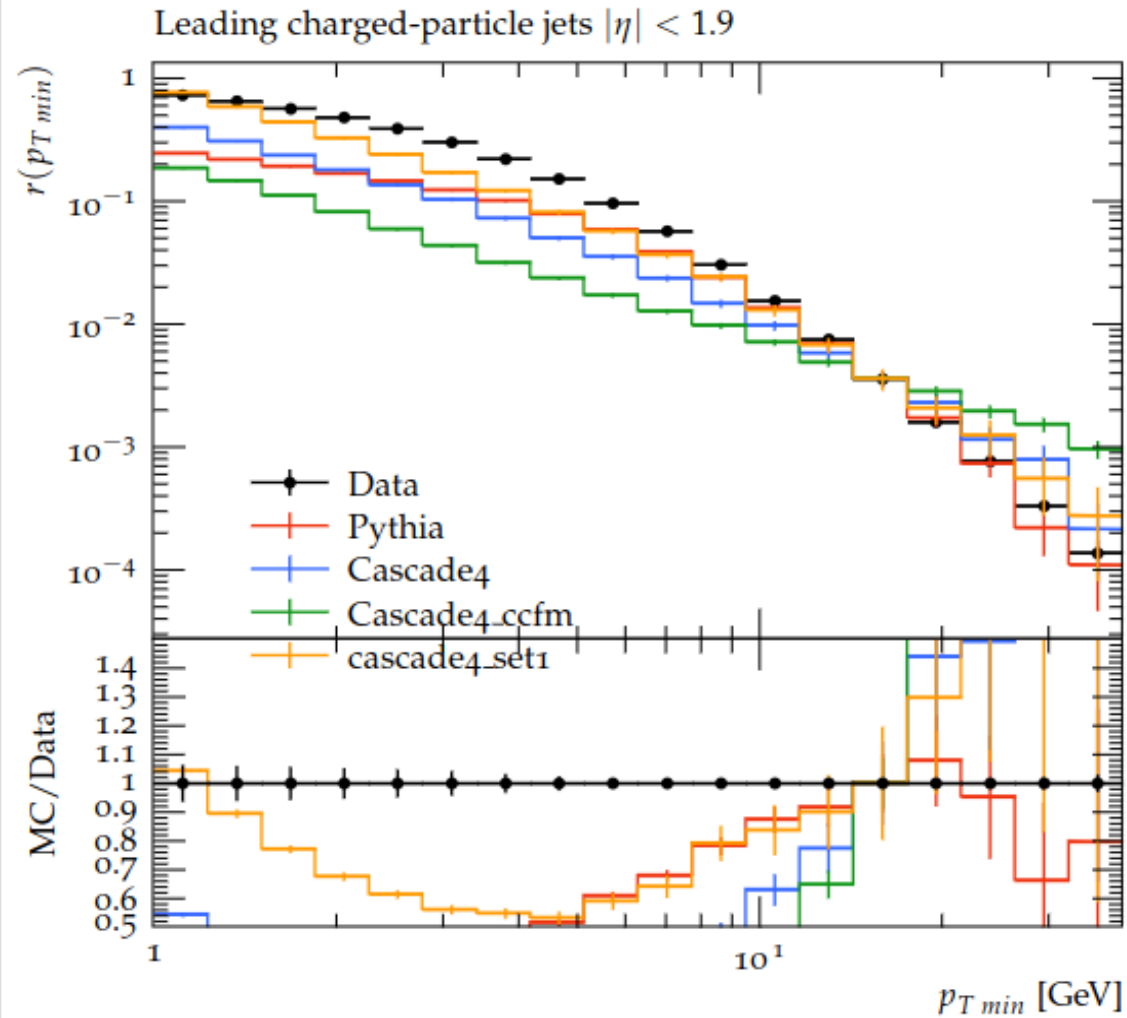 Leading charged-particle jets |η| < 1.9
r(p_{T min})
1
10^{-1}
10^{-2}
10^{-3}
10^{-4}
Data
Pythia
Cascade4
Cascade4_ccfm
cascade4_set1
MC/Data
1.4
1.3
1.2
1.1
1
0.9
0.8
0.7
0.6
0.5
1
10^{1}
p_{T min} [GeV]